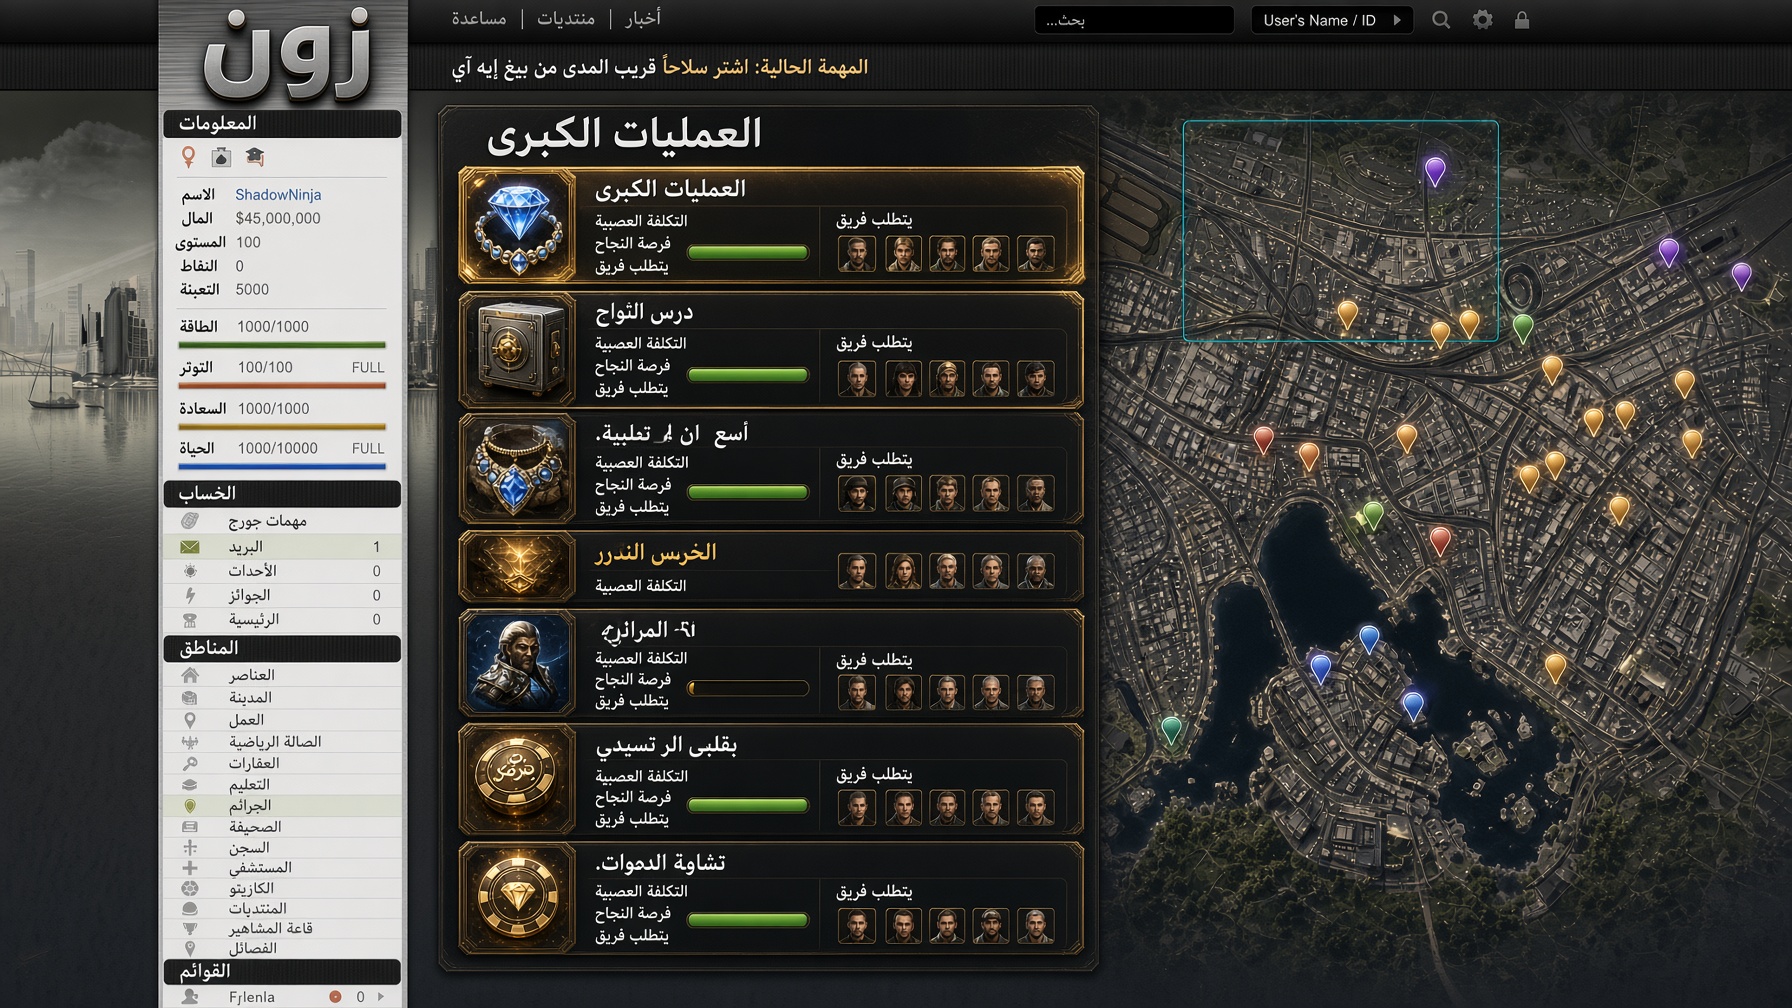 زون
أخبار | منتديات | مساعدة
بحث...
User's Name / ID
المهمة الحالية: اشتر سلاحاً قريب المدى من بيغ إيه آي
المعلومات
الاسم ShadowNinja
المال $45,000,000
المستوى 100
النقاط 0
التعبئة 5000
الطاقة 1000/1000
التوتر 100/100 FULL
السعادة 1000/1000
الحياة 1000/10000 FULL
الخساب
مهمات جورج
البريد 1
الأحداث 0
الجوائز 0
الرئيسية 0
المناطق
العناصر
المدينة
العمل
الصالة الرياضية
العقارات
التعليم
الجرائم
الصحيفة
السجن
المستشفي
الكازيتو
المنتديات
قاعة المشاهير
الفصائل
القوائم
0
العمليات الكبرى
العمليات الكبرى
التكلفة العصبية
فرصة النجاح
يتطلب فريق
يتطلب فريق
درس الثواج
التكلفة العصبية
فرصة النجاح
يتطلب فريق
يتطلب فريق
أسع ان
التكلفة العصبية
فرصة النجاح
يتطلب فريق
يتطلب فريق
الندرر
التكلفة العصبية
التكلفة العصبية
فرصة النجاح
يتطلب فريق
يتطلب فريق
بقلبى الر تسيدي
التكلفة العصبية
فرصة النجاح
يتطلب فريق
يتطلب فريق
تشاوة الدموات.
التكلفة العصبية
فرصة النجاح
يتطلب فريق
يتطلب فريق